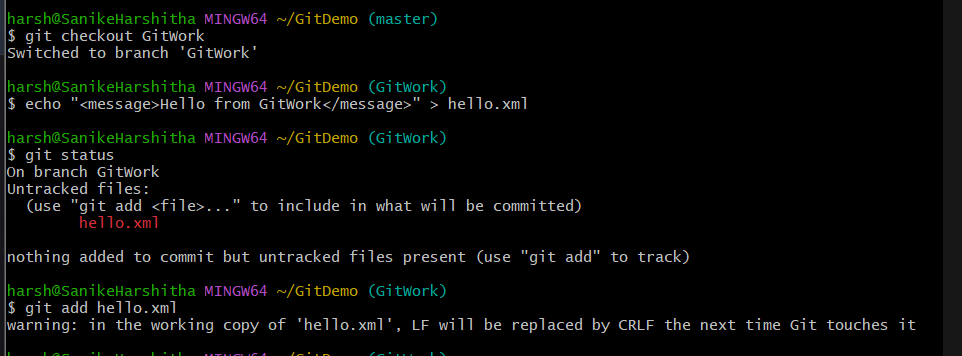 harsh@SanikeHarshitha MINGW64 ~/GitDemo (master)
$ git checkout GitWork
Switched to branch 'GitWork'
harsh@SanikeHarshitha MINGW64 ~/GitDemo (GitWork)
$ echo "<message>Hello from GitWork</message>" > hello.xml
harsh@SanikeHarshitha MINGW64 ~/GitDemo (GitWork)
$ git status
On branch GitWork
Untracked files:
  (use "git add <file>..." to include in what will be committed)
        hello.xml
nothing added to commit but untracked files present (use "git add" to track)
harsh@SanikeHarshitha MINGW64 ~/GitDemo (GitWork)
$ git add hello.xml
warning: in the working copy of 'hello.xml', LF will be replaced by CRLF the next time Git touches it